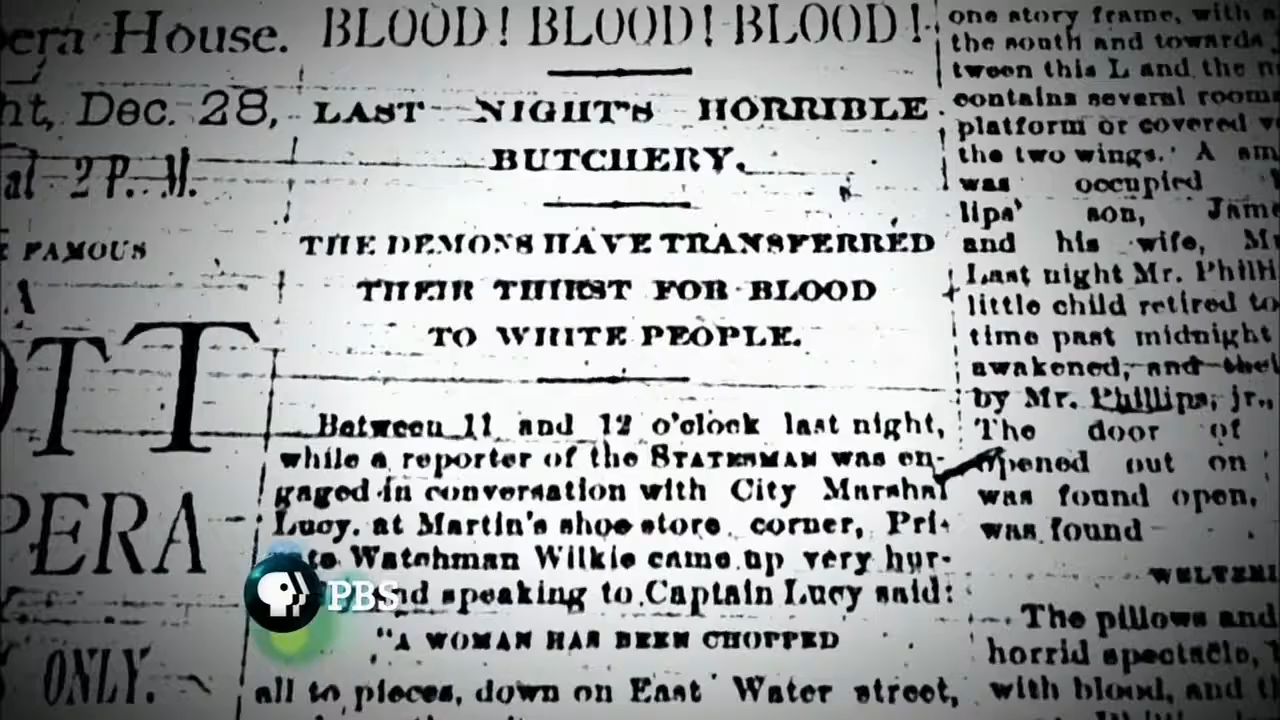 era House.
ht, Dec. 28,
al 2 P. M.
FAMOUS
A
OTT
PERA
ONLY.
BLOOD! BLOOD! BLOOD!
LAST NIGHT'S HORRIBLE
BUTCHERY.
THE DEMONS HAVE TRANSFERRED
THEIR THIRST FOR BLOOD
TO WHITE PEOPLE.
Between 11 and 12 o'clock last night,
while a reporter of the STATESMAN was en-
gaged in conversation with City Marshal
Lucy, at Martin's shoe store corner, Pri-
te Watchman Wilkie came up very hur-
nd speaking to Captain Lucy said:
"A WOMAN HAS BEEN CHOPPED
all to pieces, down on East Water street,
one story frame, with a
the south and towards
tween this L and the n
contains several rooms
platform or covered v
the two wings. A sm
was occupied
lips' son, Jame
and his wife, M
Last night Mr. Philli
little child retired to
time past midnight
awakened, and thei
by Mr. Phillips, jr.,
The door of
opened out on
was found open,
was found
The pillows and
horrid spectacle,
with blood, and t
PBS